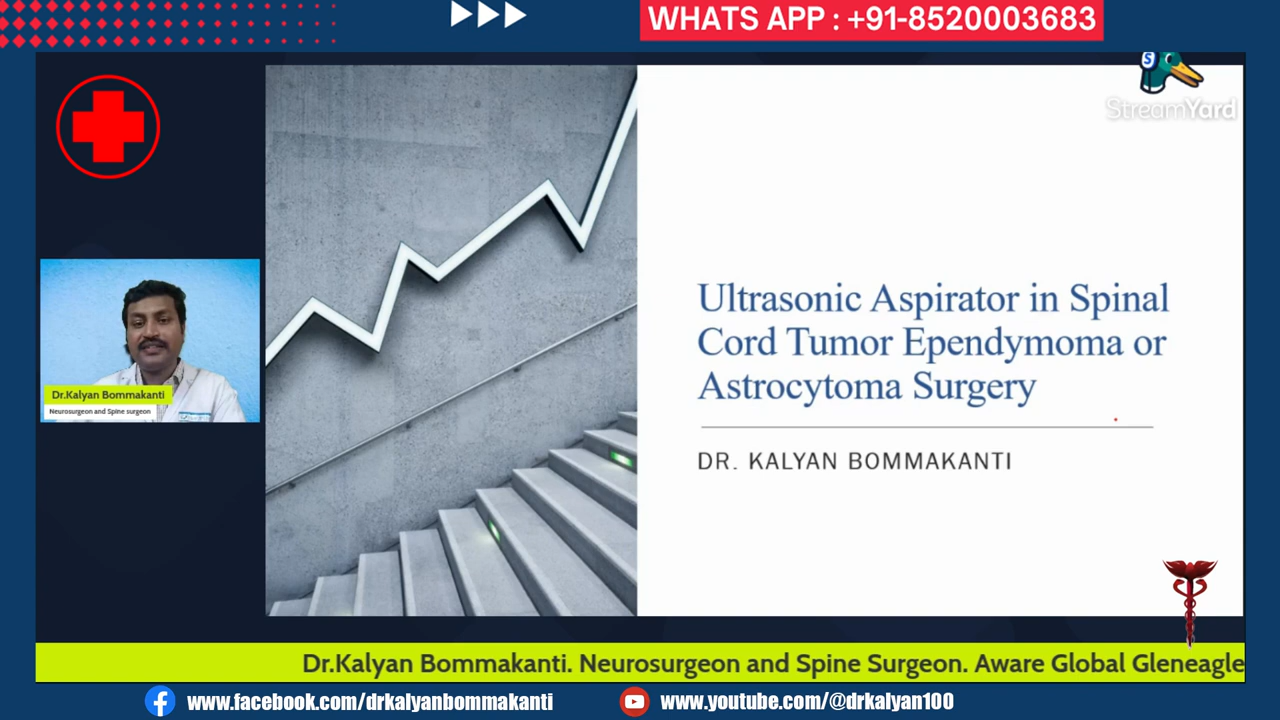 WHATS APP : +91-8520003683
S
StreamYard
Ultrasonic Aspirator in Spinal
Cord Tumor Ependymoma or
Astrocytoma Surgery
DR. KALYAN BOMMAKANTI
Dr.Kalyan Bommakanti
Neurosurgeon and Spine surgeon
Dr.Kalyan Bommakanti. Neurosurgeon and Spine Surgeon. Aware Global Gleneagle
www.facebook.com/drkalyanbommakanti
www.youtube.com/@drkalyan100